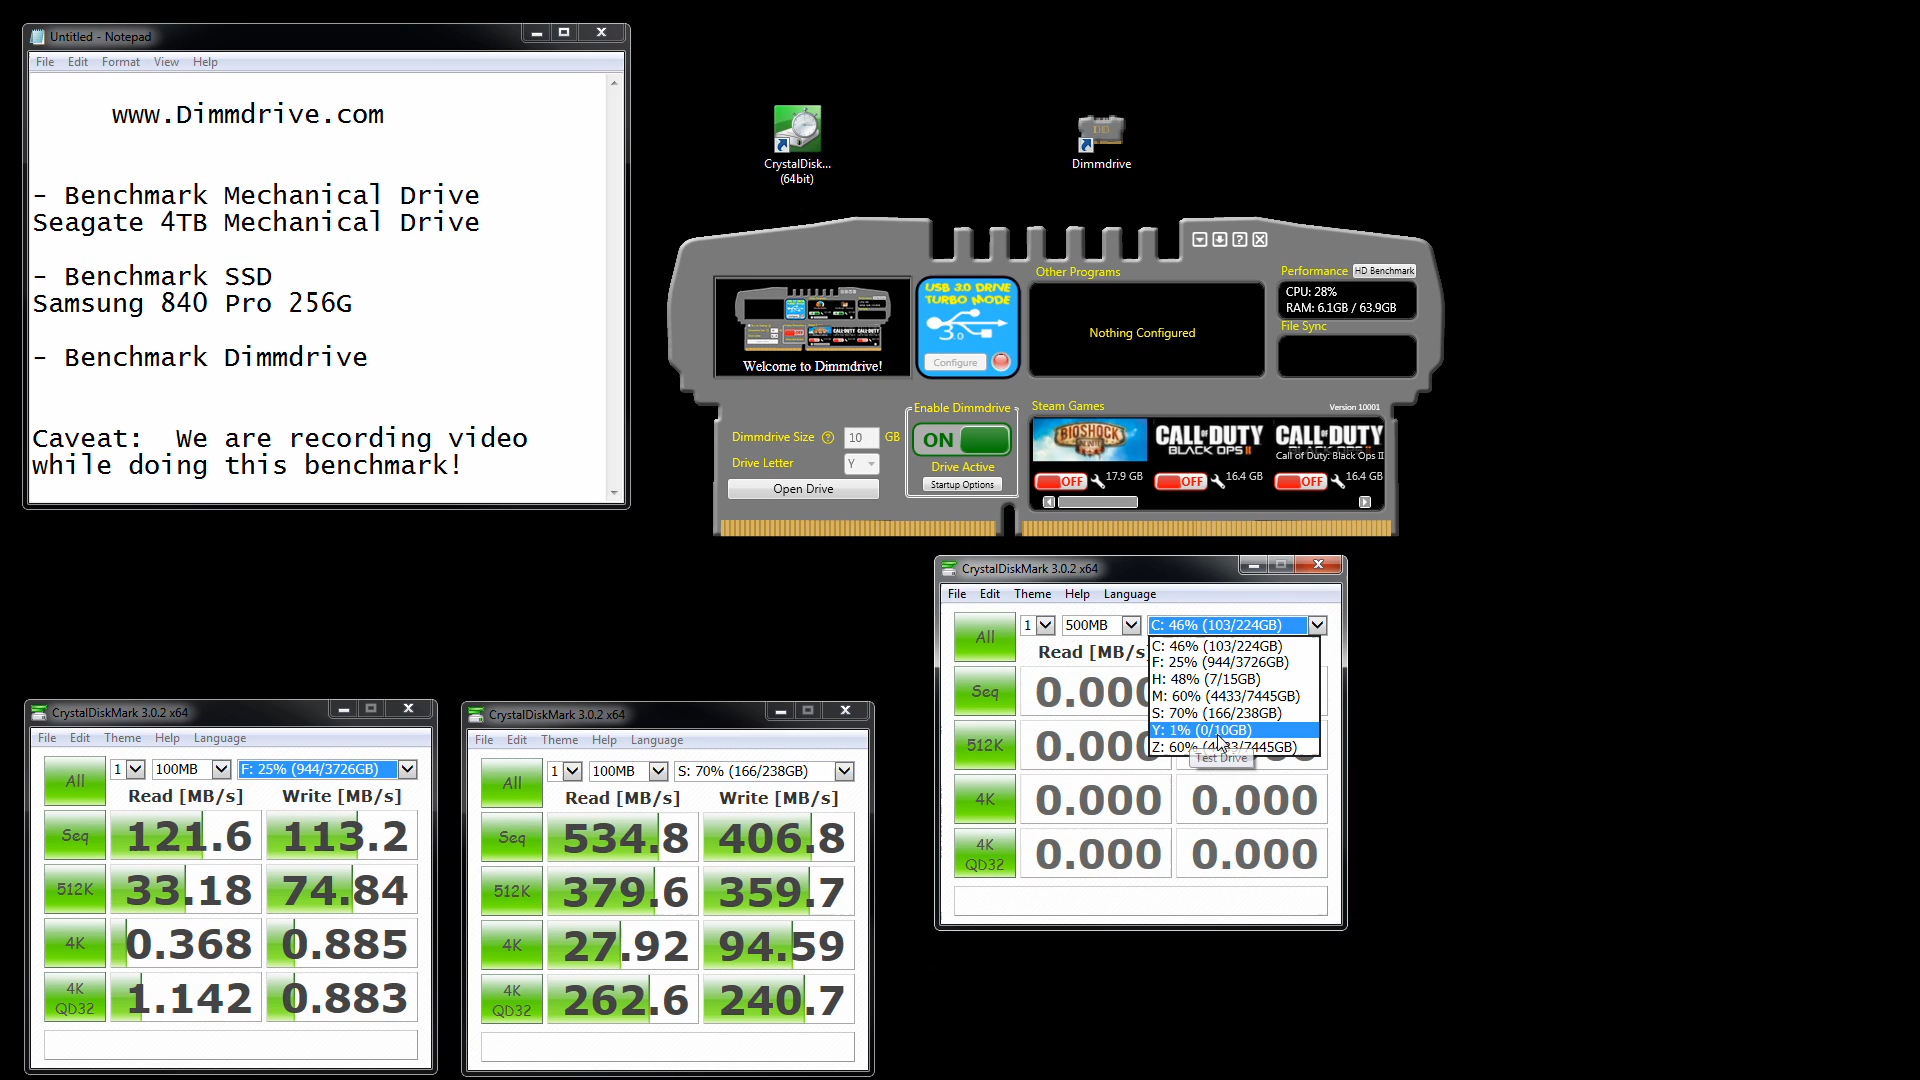 Untitled - Notepad
File Edit Format View Help
www.Dimmdrive.com
- Benchmark Mechanical Drive
Seagate 4TB Mechanical Drive
- Benchmark SSD
Samsung 840 Pro 256G
- Benchmark Dimmdrive
Caveat: We are recording video
while doing this benchmark!
CrystalDisk...
(64bit)
Dimmdrive
Welcome to Dimmdrive!
USB 3.0 DRIVE
TURBO MODE
3.0
Configure
Other Programs
Nothing Configured
Performance HD Benchmark
CPU: 28%
RAM: 6.1GB / 63.9GB
File Sync
Dimmdrive Size ? 10 GB
Drive Letter Y
Open Drive
Enable Dimmdrive
ON
Drive Active
Startup Options
Steam Games Version 10001
BIOSHOCK
CALL OF DUTY
BLACK OPS II
CALL OF DUTY
Call of Duty: Black Ops II
OFF 17.9 GB OFF 16.4 GB OFF 16.4 GB
CrystalDiskMark 3.0.2 x64
File Edit Theme Help Language
All 1 500MB C: 46% (103/224GB)
Read [MB/s
C: 46% (103/224GB)
F: 25% (944/3726GB)
H: 48% (7/15GB)
M: 60% (4433/7445GB)
S: 70% (166/238GB)
Y: 1% (0/10GB)
Z: 60% (4433/7445GB)
Test Drive
Seq 0.000
512K 0.000
4K 0.000 0.000
4K QD32 0.000 0.000
CrystalDiskMark 3.0.2 x64
File Edit Theme Help Language
All 1 100MB F: 25% (944/3726GB)
Read [MB/s] Write [MB/s]
Seq 121.6 113.2
512K 33.18 74.84
4K 0.368 0.885
4K QD32 1.142 0.883
CrystalDiskMark 3.0.2 x64
File Edit Theme Help Language
All 1 100MB S: 70% (166/238GB)
Read [MB/s] Write [MB/s]
Seq 534.8 406.8
512K 379.6 359.7
4K 27.92 94.59
4K QD32 262.6 240.7